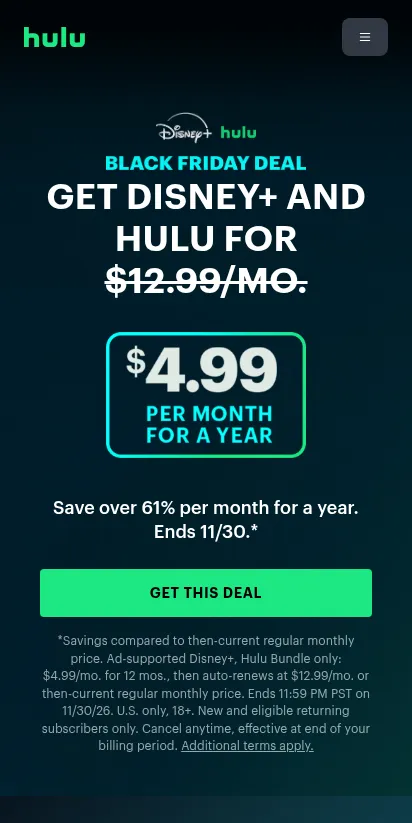 hulu
Disney+ hulu
BLACK FRIDAY DEAL
GET DISNEY+ AND
HULU FOR
$12.99/MO.
$4.99
PER MONTH
FOR A YEAR
Save over 61% per month for a year.
Ends 11/30.*
GET THIS DEAL
*Savings compared to then-current regular monthly
price. Ad-supported Disney+, Hulu Bundle only:
$4.99/mo. for 12 mos., then auto-renews at $12.99/mo. or
then-current regular monthly price. Ends 11:59 PM PST on
11/30/26. U.S. only, 18+. New and eligible returning
subscribers only. Cancel anytime, effective at end of your
billing period. Additional terms apply.